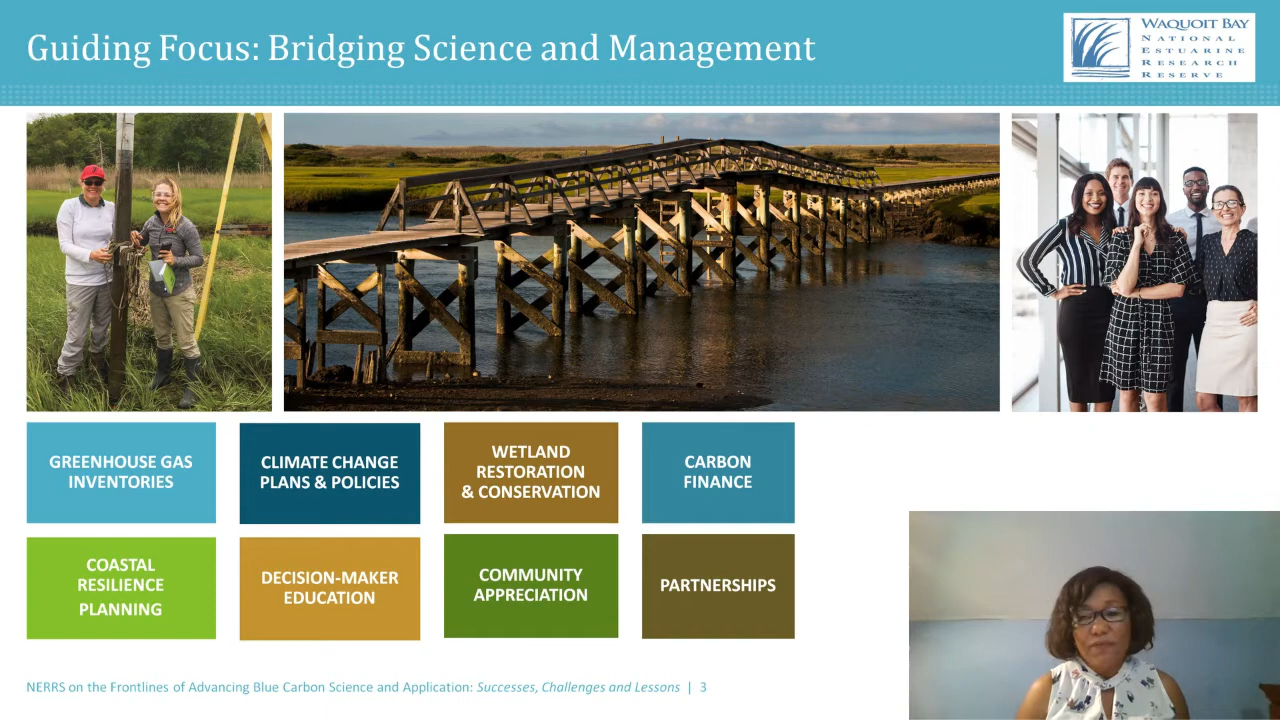 Guiding Focus: Bridging Science and Management
WAQUOIT BAY
NATIONAL
ESTUARINE
RESEARCH
RESERVE
GREENHOUSE GAS
INVENTORIES
CLIMATE CHANGE
PLANS & POLICIES
WETLAND
RESTORATION
& CONSERVATION
CARBON
FINANCE
COASTAL
RESILIENCE
PLANNING
DECISION-MAKER
EDUCATION
COMMUNITY
APPRECIATION
PARTNERSHIPS
NERRS on the Frontlines of Advancing Blue Carbon Science and Application: Successes, Challenges and Lessons | 3